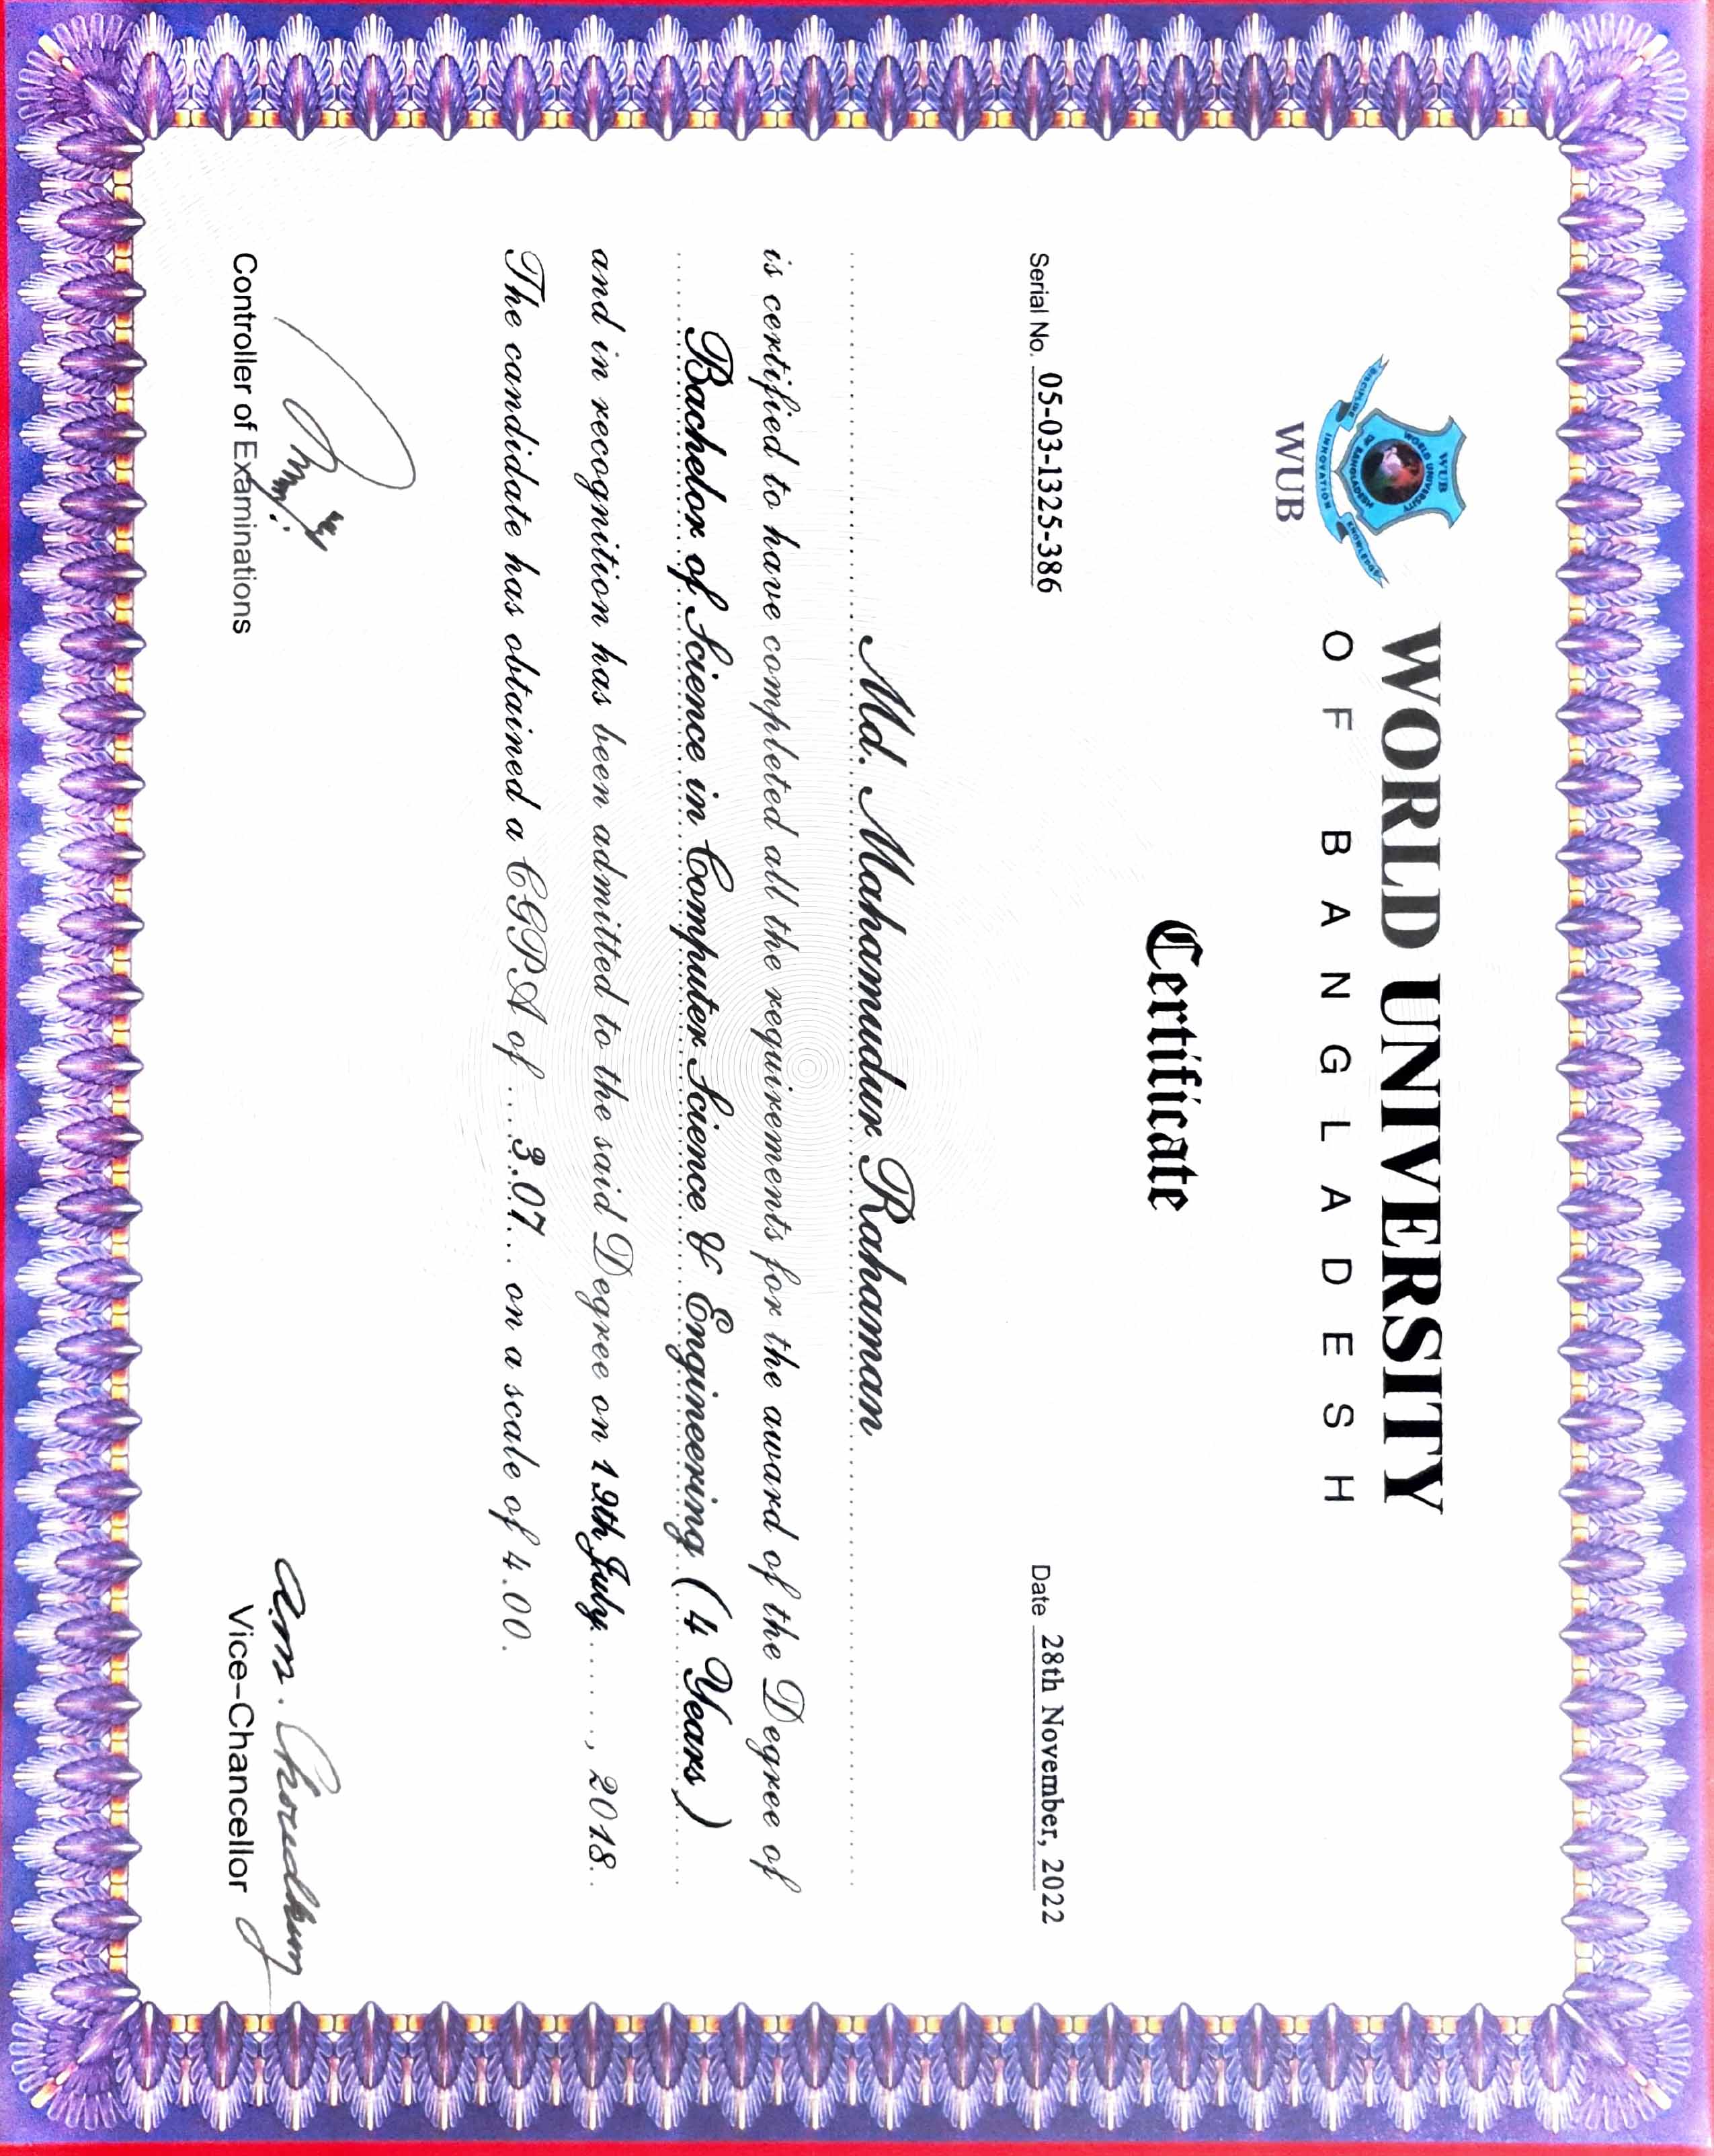 WORLD UNIVERSITY
OF BANGLADESH
WUB
WORLD UNIVERSITY
OF BANGLADESH
DISCIPLINE INNOVATION KNOWLEDGE
WUB
Certificate
Serial No. 05-03-1325-386 Date 28th November, 2022
Md. Mahamudur Rahaman
is certified to have completed all the requirements for the award of the Degree of
Bachelor of Science in Computer Science & Engineering (4 Years)
and in recognition has been admitted to the said Degree on 19th July , 2018.
The candidate has obtained a CGPA of 3.07 on a scale of 4.00.
Controller of Examinations Vice-Chancellor